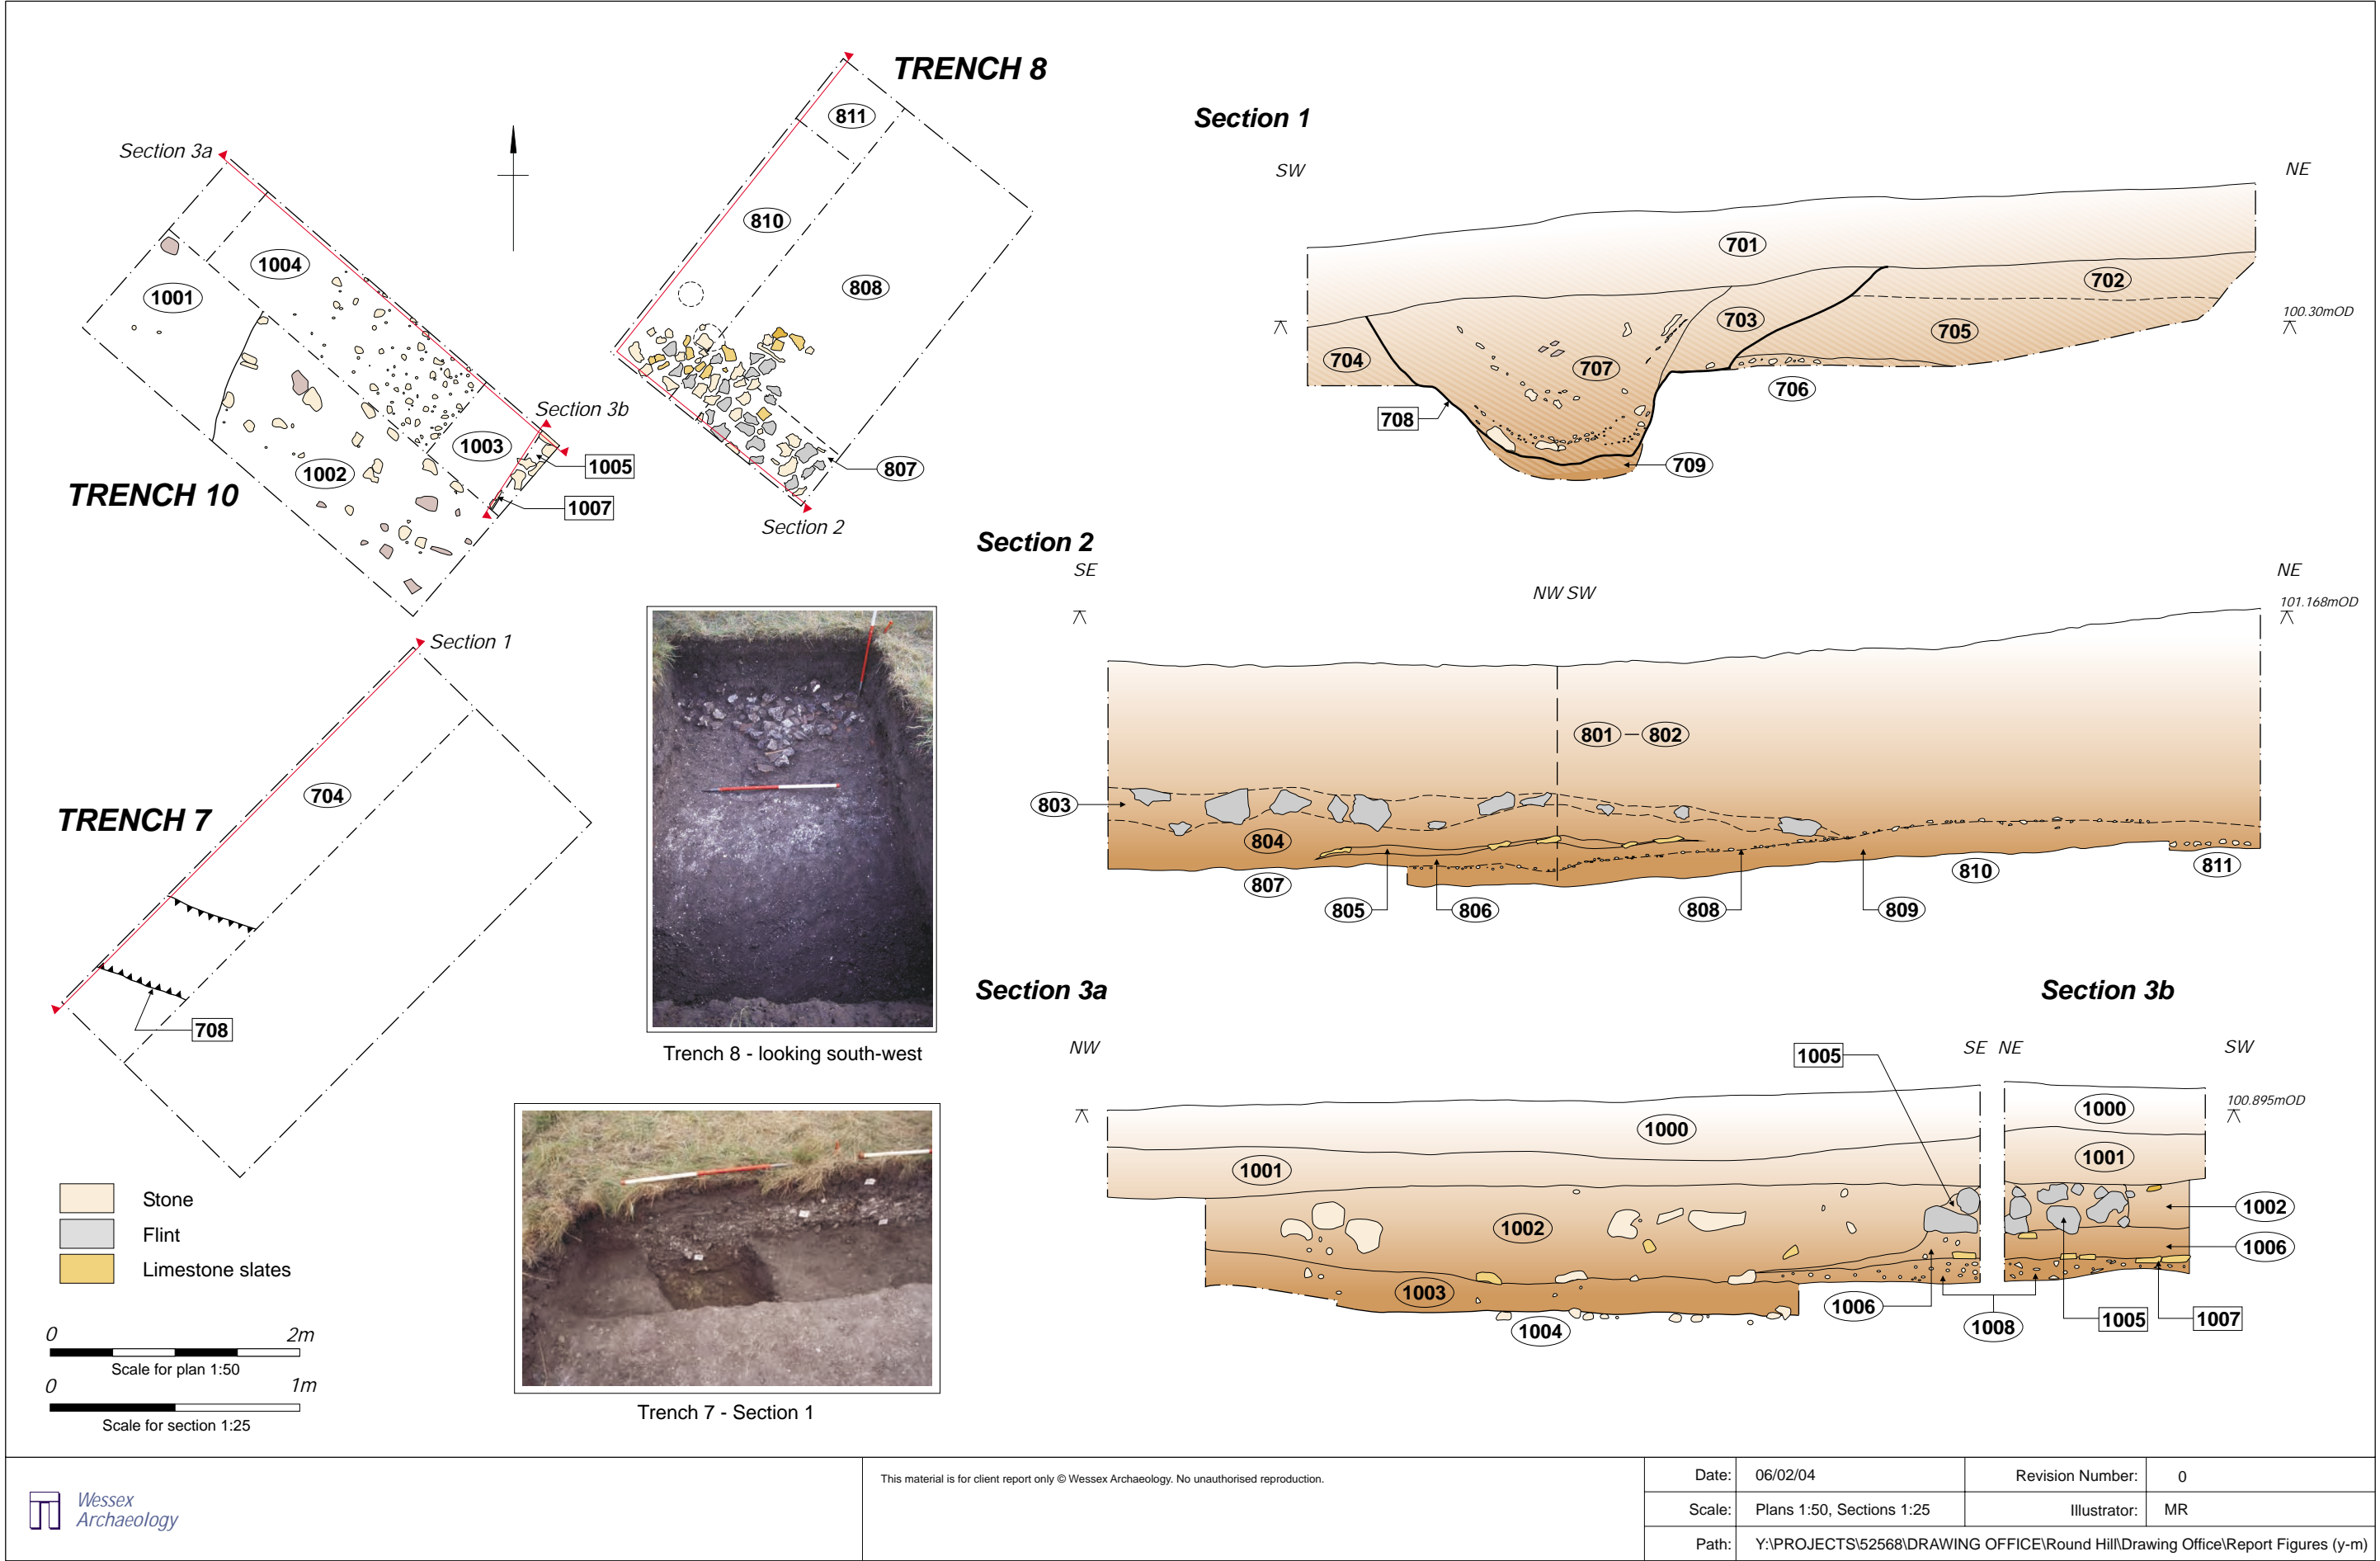 TRENCH 8
811
810
808
807
Section 2
Section 3a
1004
1001
Section 3b
1003
1005
1002
1007
TRENCH 10
Section 1
704
TRENCH 7
708
Stone
Flint
Limestone slates
0 2m
Scale for plan 1:50
0 1m
Scale for section 1:25
Trench 8 - looking south-west
Trench 7 - Section 1
Section 1
SW NE
701
702
703
100.30mOD
705
704
707
706
708
709
Section 2
SE NW SW NE
101.168mOD
801 802
803
804
807
805
806
808
809
810
811
Section 3a
NW SE
1005
1000
1001
1002
1003
1006
1004
1008
Section 3b
NE SW
1000
100.895mOD
1001
1002
1006
1005
1007
Wessex
Archaeology
This material is for client report only © Wessex Archaeology. No unauthorised reproduction.
Date: 06/02/04 Revision Number: 0
Scale: Plans 1:50, Sections 1:25 Illustrator: MR
Path: Y:\PROJECTS\52568\DRAWING OFFICE\Round Hill\Drawing Office\Report Figures (y-m)